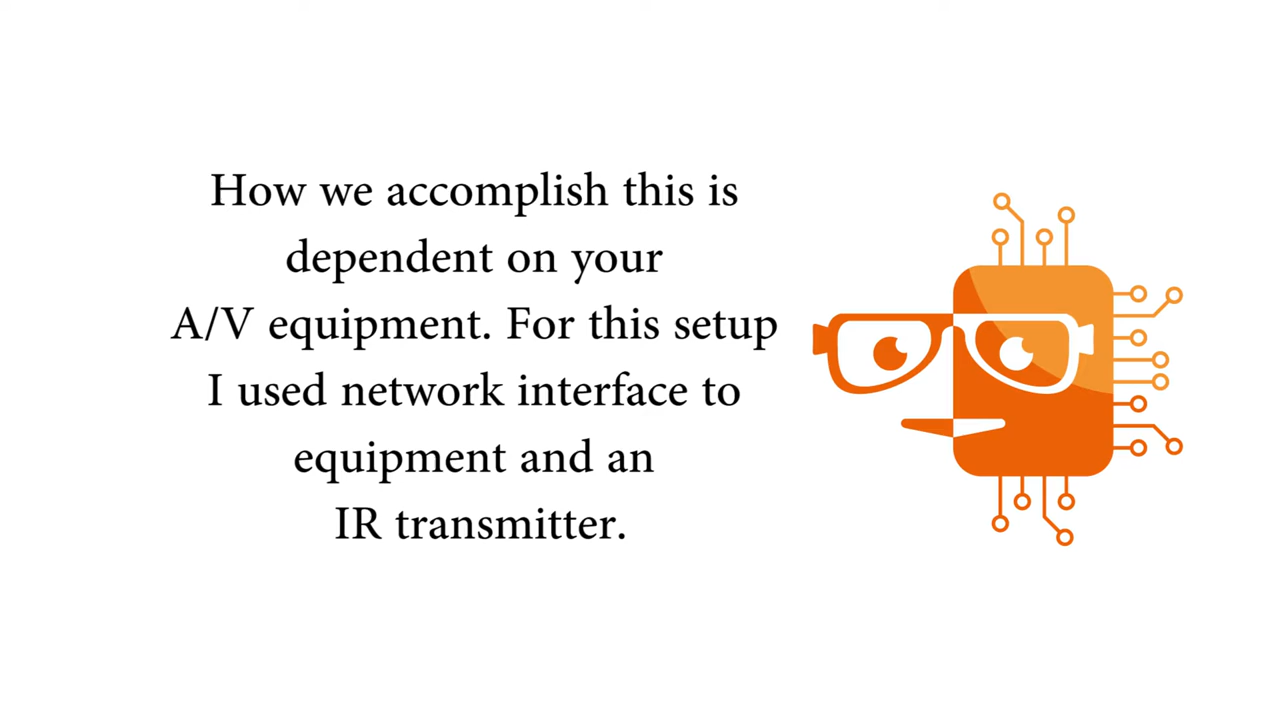 How we accomplish this is
dependent on your
A/V equipment. For this setup
I used network interface to
equipment and an
IR transmitter.